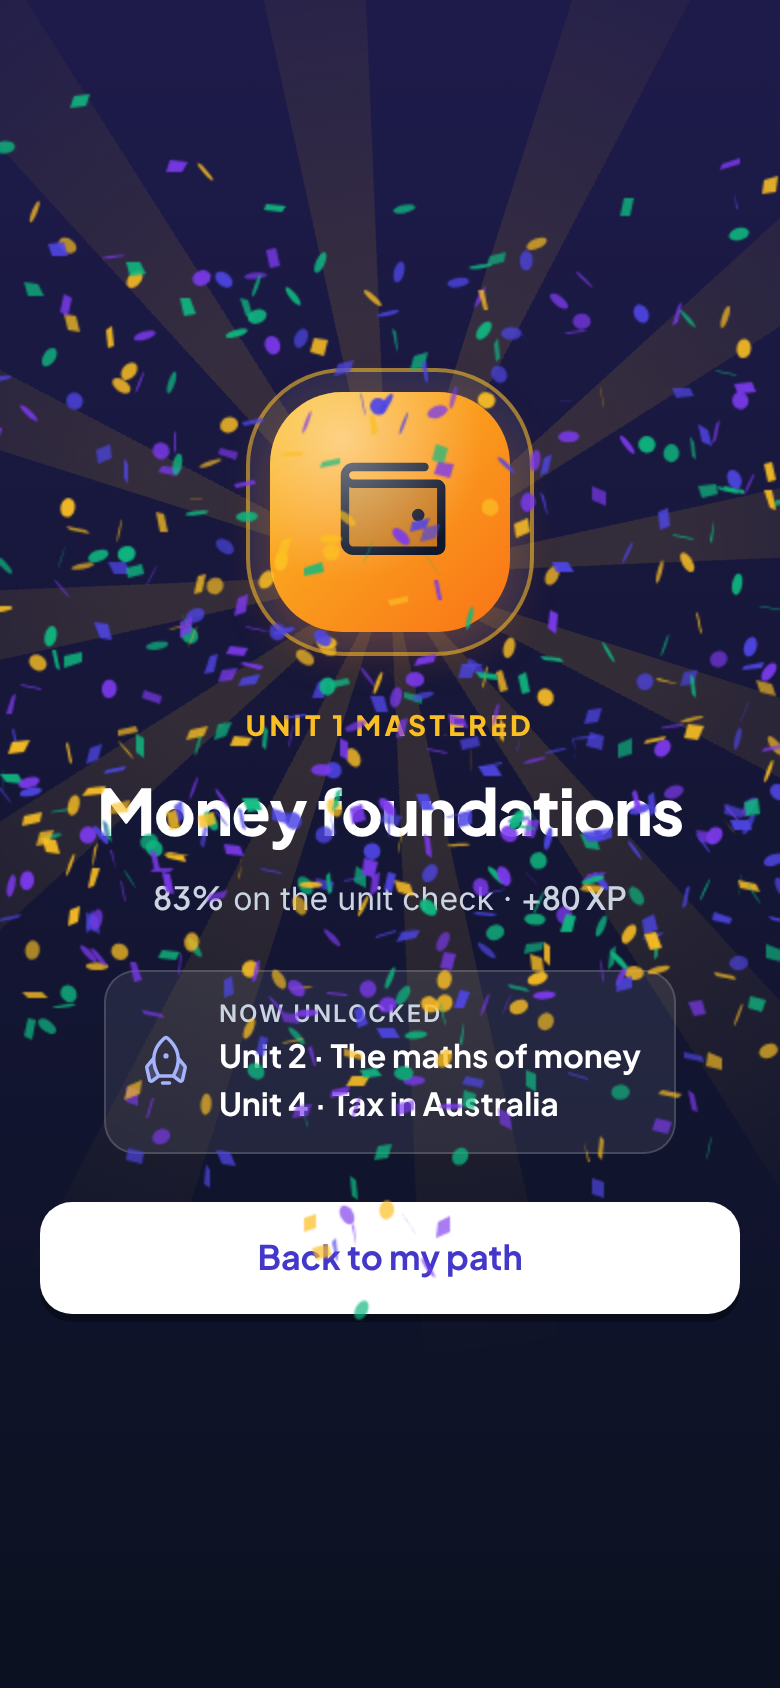 UNIT 1 MASTERED
Money foundations
83% on the unit check · +80 XP
NOW UNLOCKED
Unit 2 · The maths of money
Unit 4 · Tax in Australia
Back to my path